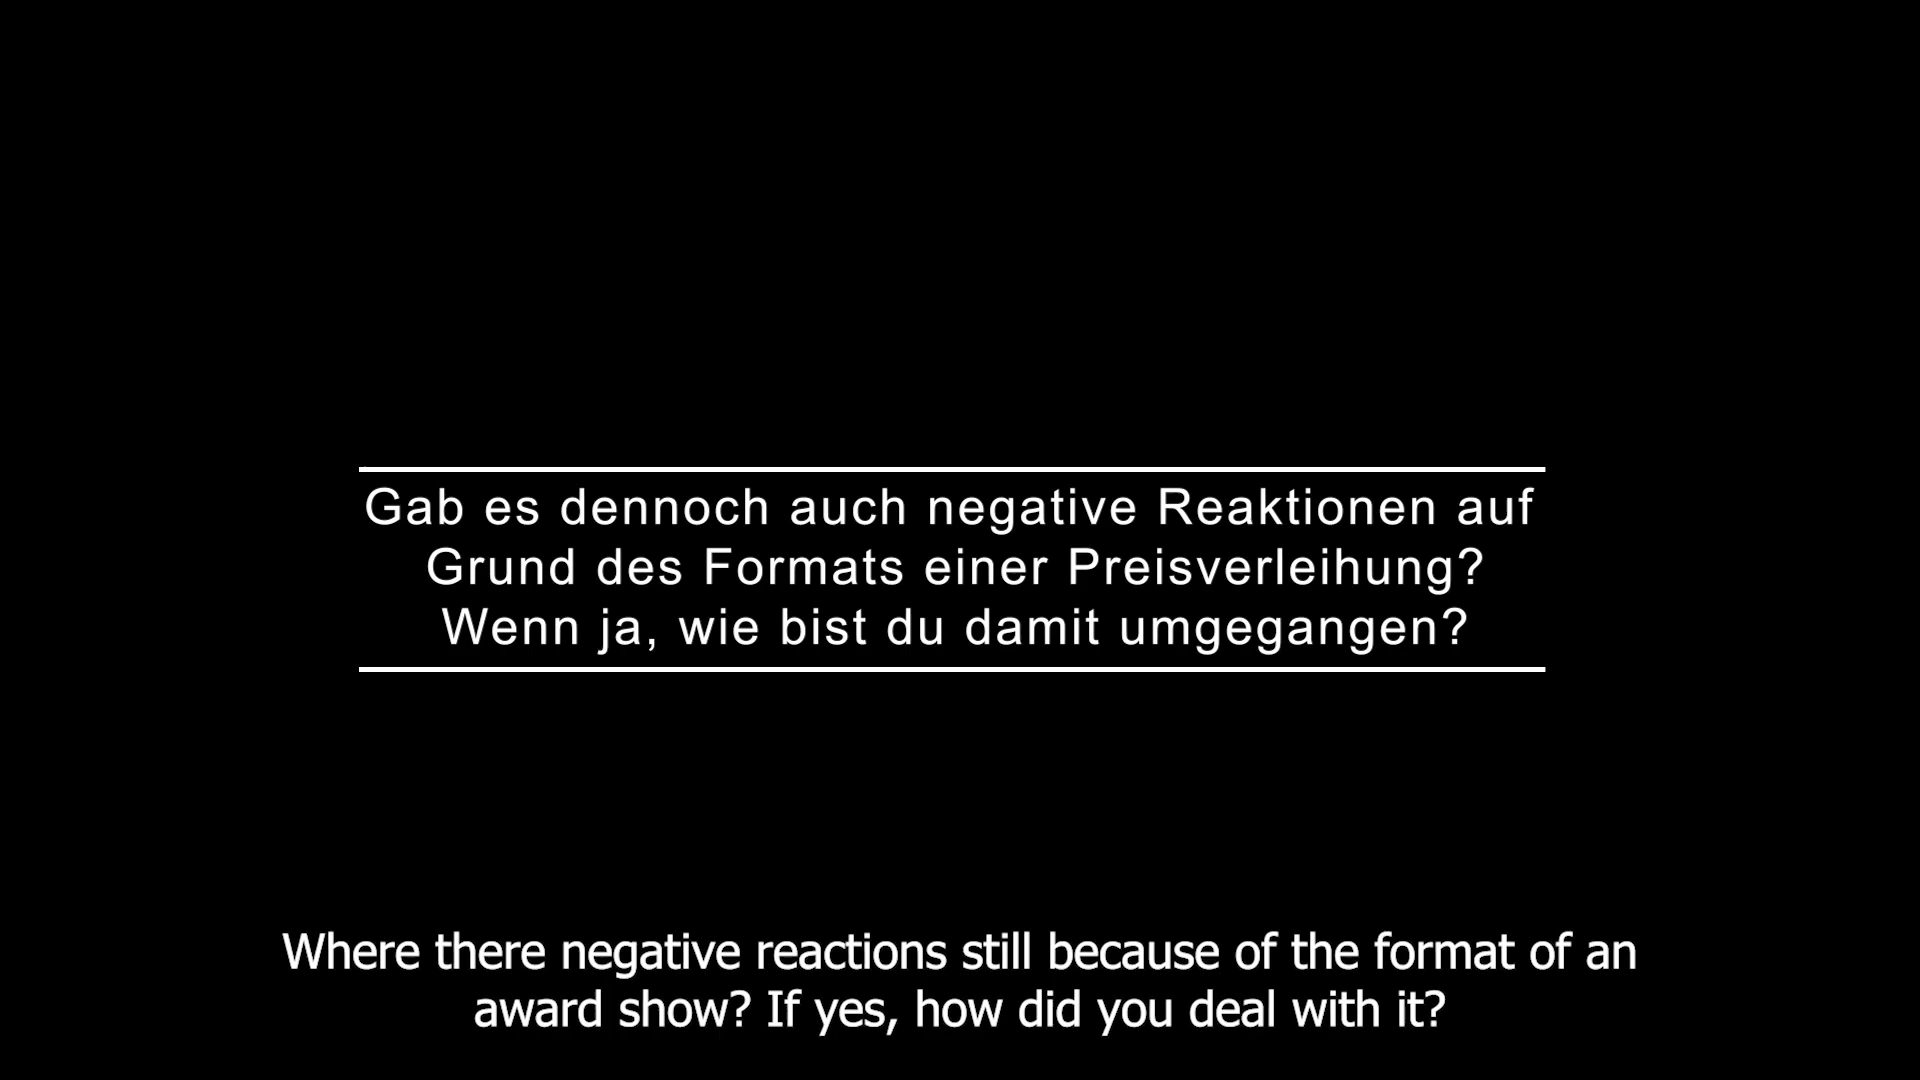 Gab es dennoch auch negative Reaktionen auf
Grund des Formats einer Preisverleihung?
Wenn ja, wie bist du damit umgegangen?
Where there negative reactions still because of the format of an
award show? If yes, how did you deal with it?